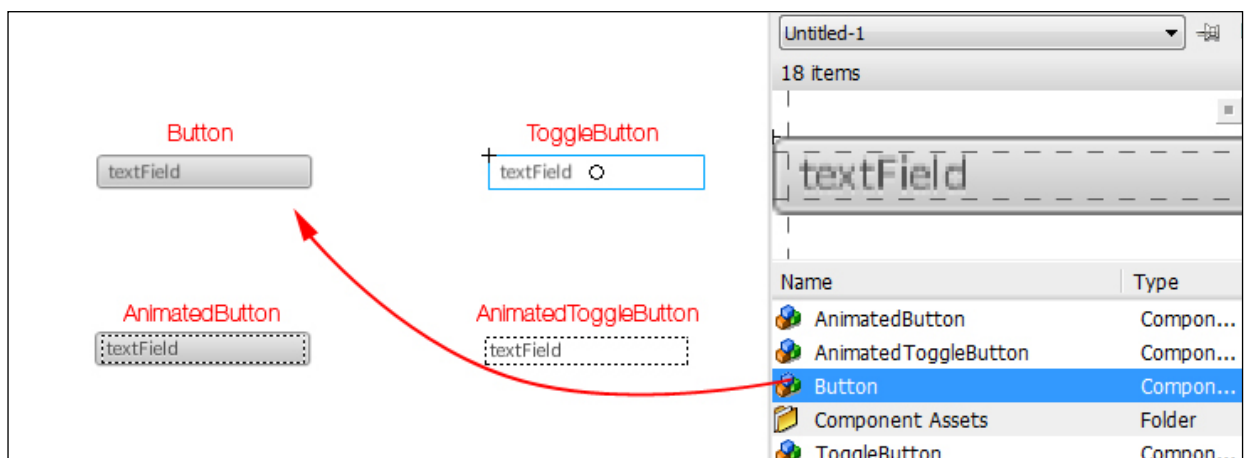 Untitled-1
18 items
Button
ToggleButton
textField
textField
textField
AnimatedButton
AnimatedToggleButton
textField
textField
Name Type
AnimatedButton Compon...
AnimatedToggleButton Compon...
Button Compon...
Component Assets Folder
ToggleButton Compon...